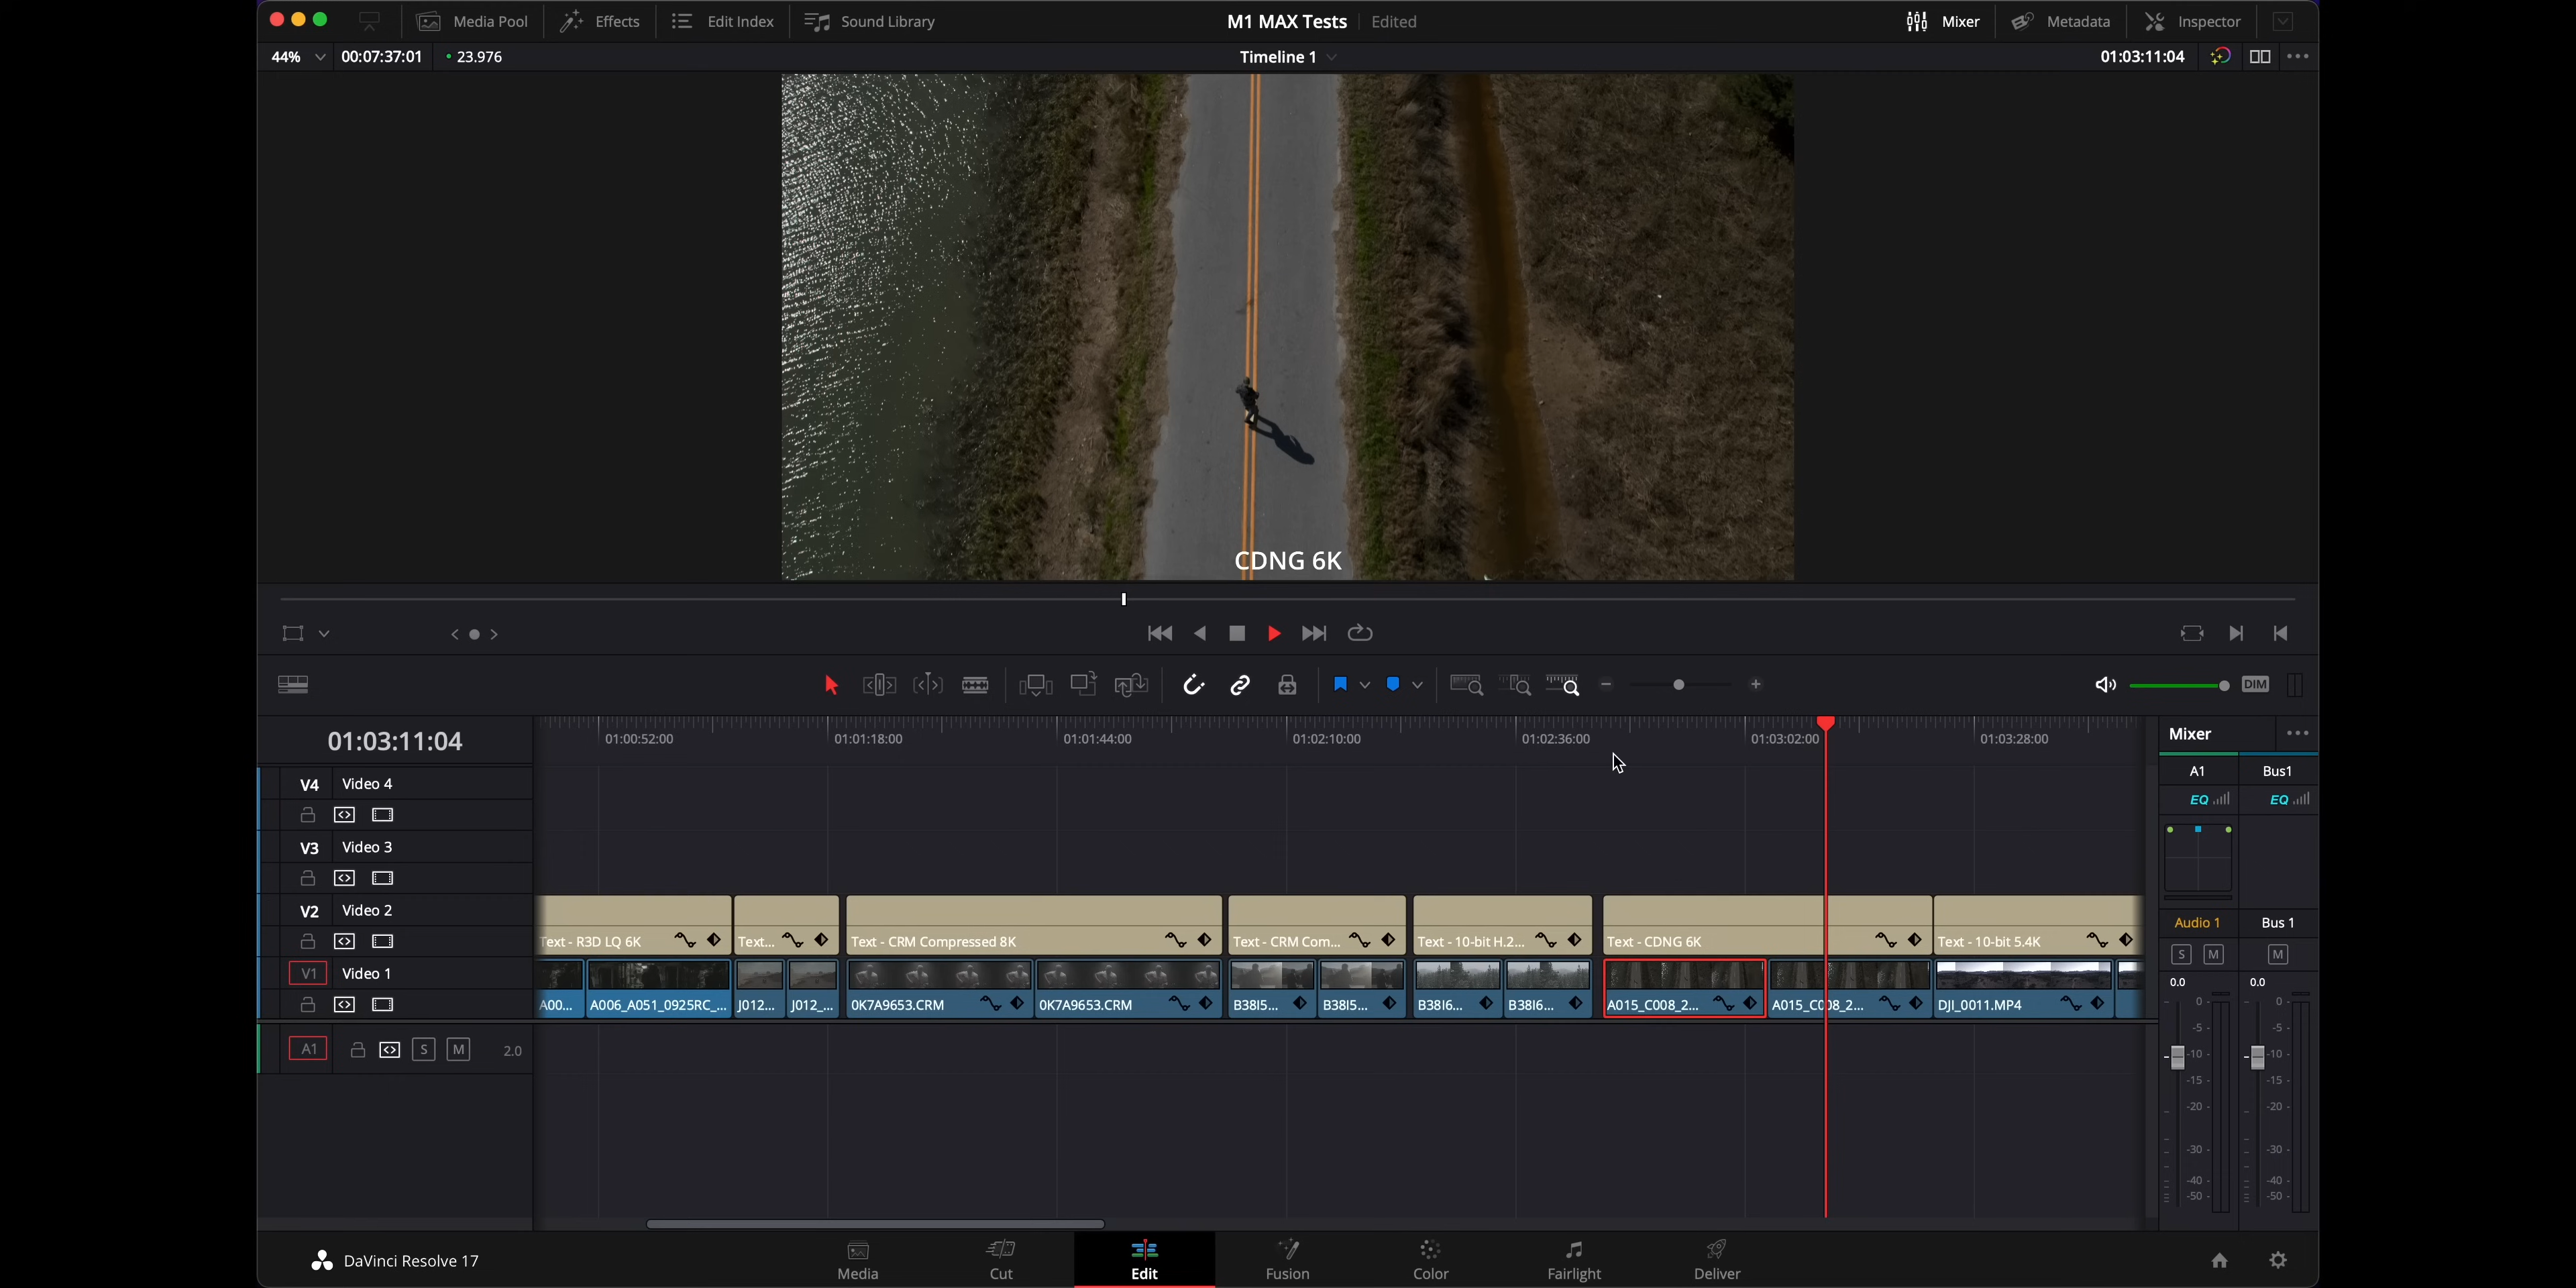 Media Pool Effects Edit Index Sound Library M1 MAX Tests Edited Mixer Metadata Inspector
44% 00:07:37:01 23.976 Timeline 1 01:03:11:04
CDNG 6K
DIM
01:03:11:04 01:00:52:00 01:01:18:00 01:01:44:00 01:02:10:00 01:02:36:00 01:03:02:00 01:03:28:00 Mixer
V4 Video 4 A1 Bus1
EQ EQ
V3 Video 3
V2 Video 2 Audio 1 Bus 1
Text - R3D LQ 6K Text... Text - CRM Compressed 8K Text - CRM Com... Text - 10-bit H.2... Text - CDNG 6K Text - 10-bit 5.4K
S M M
V1 Video 1 0.0 0.0
A00... A006_A051_0925RC_... J012... J012_... 0K7A9653.CRM 0K7A9653.CRM B38I5... B38I5... B38I6... B38I6... A015_C008_2... A015_C008_2... DJI_0011.MP4
A1 S M 2.0
0 0
-5 -5
-10 -10
-15 -15
-20 -20
-30 -30
-40 -40
-50 -50
DaVinci Resolve 17 Media Cut Edit Fusion Color Fairlight Deliver